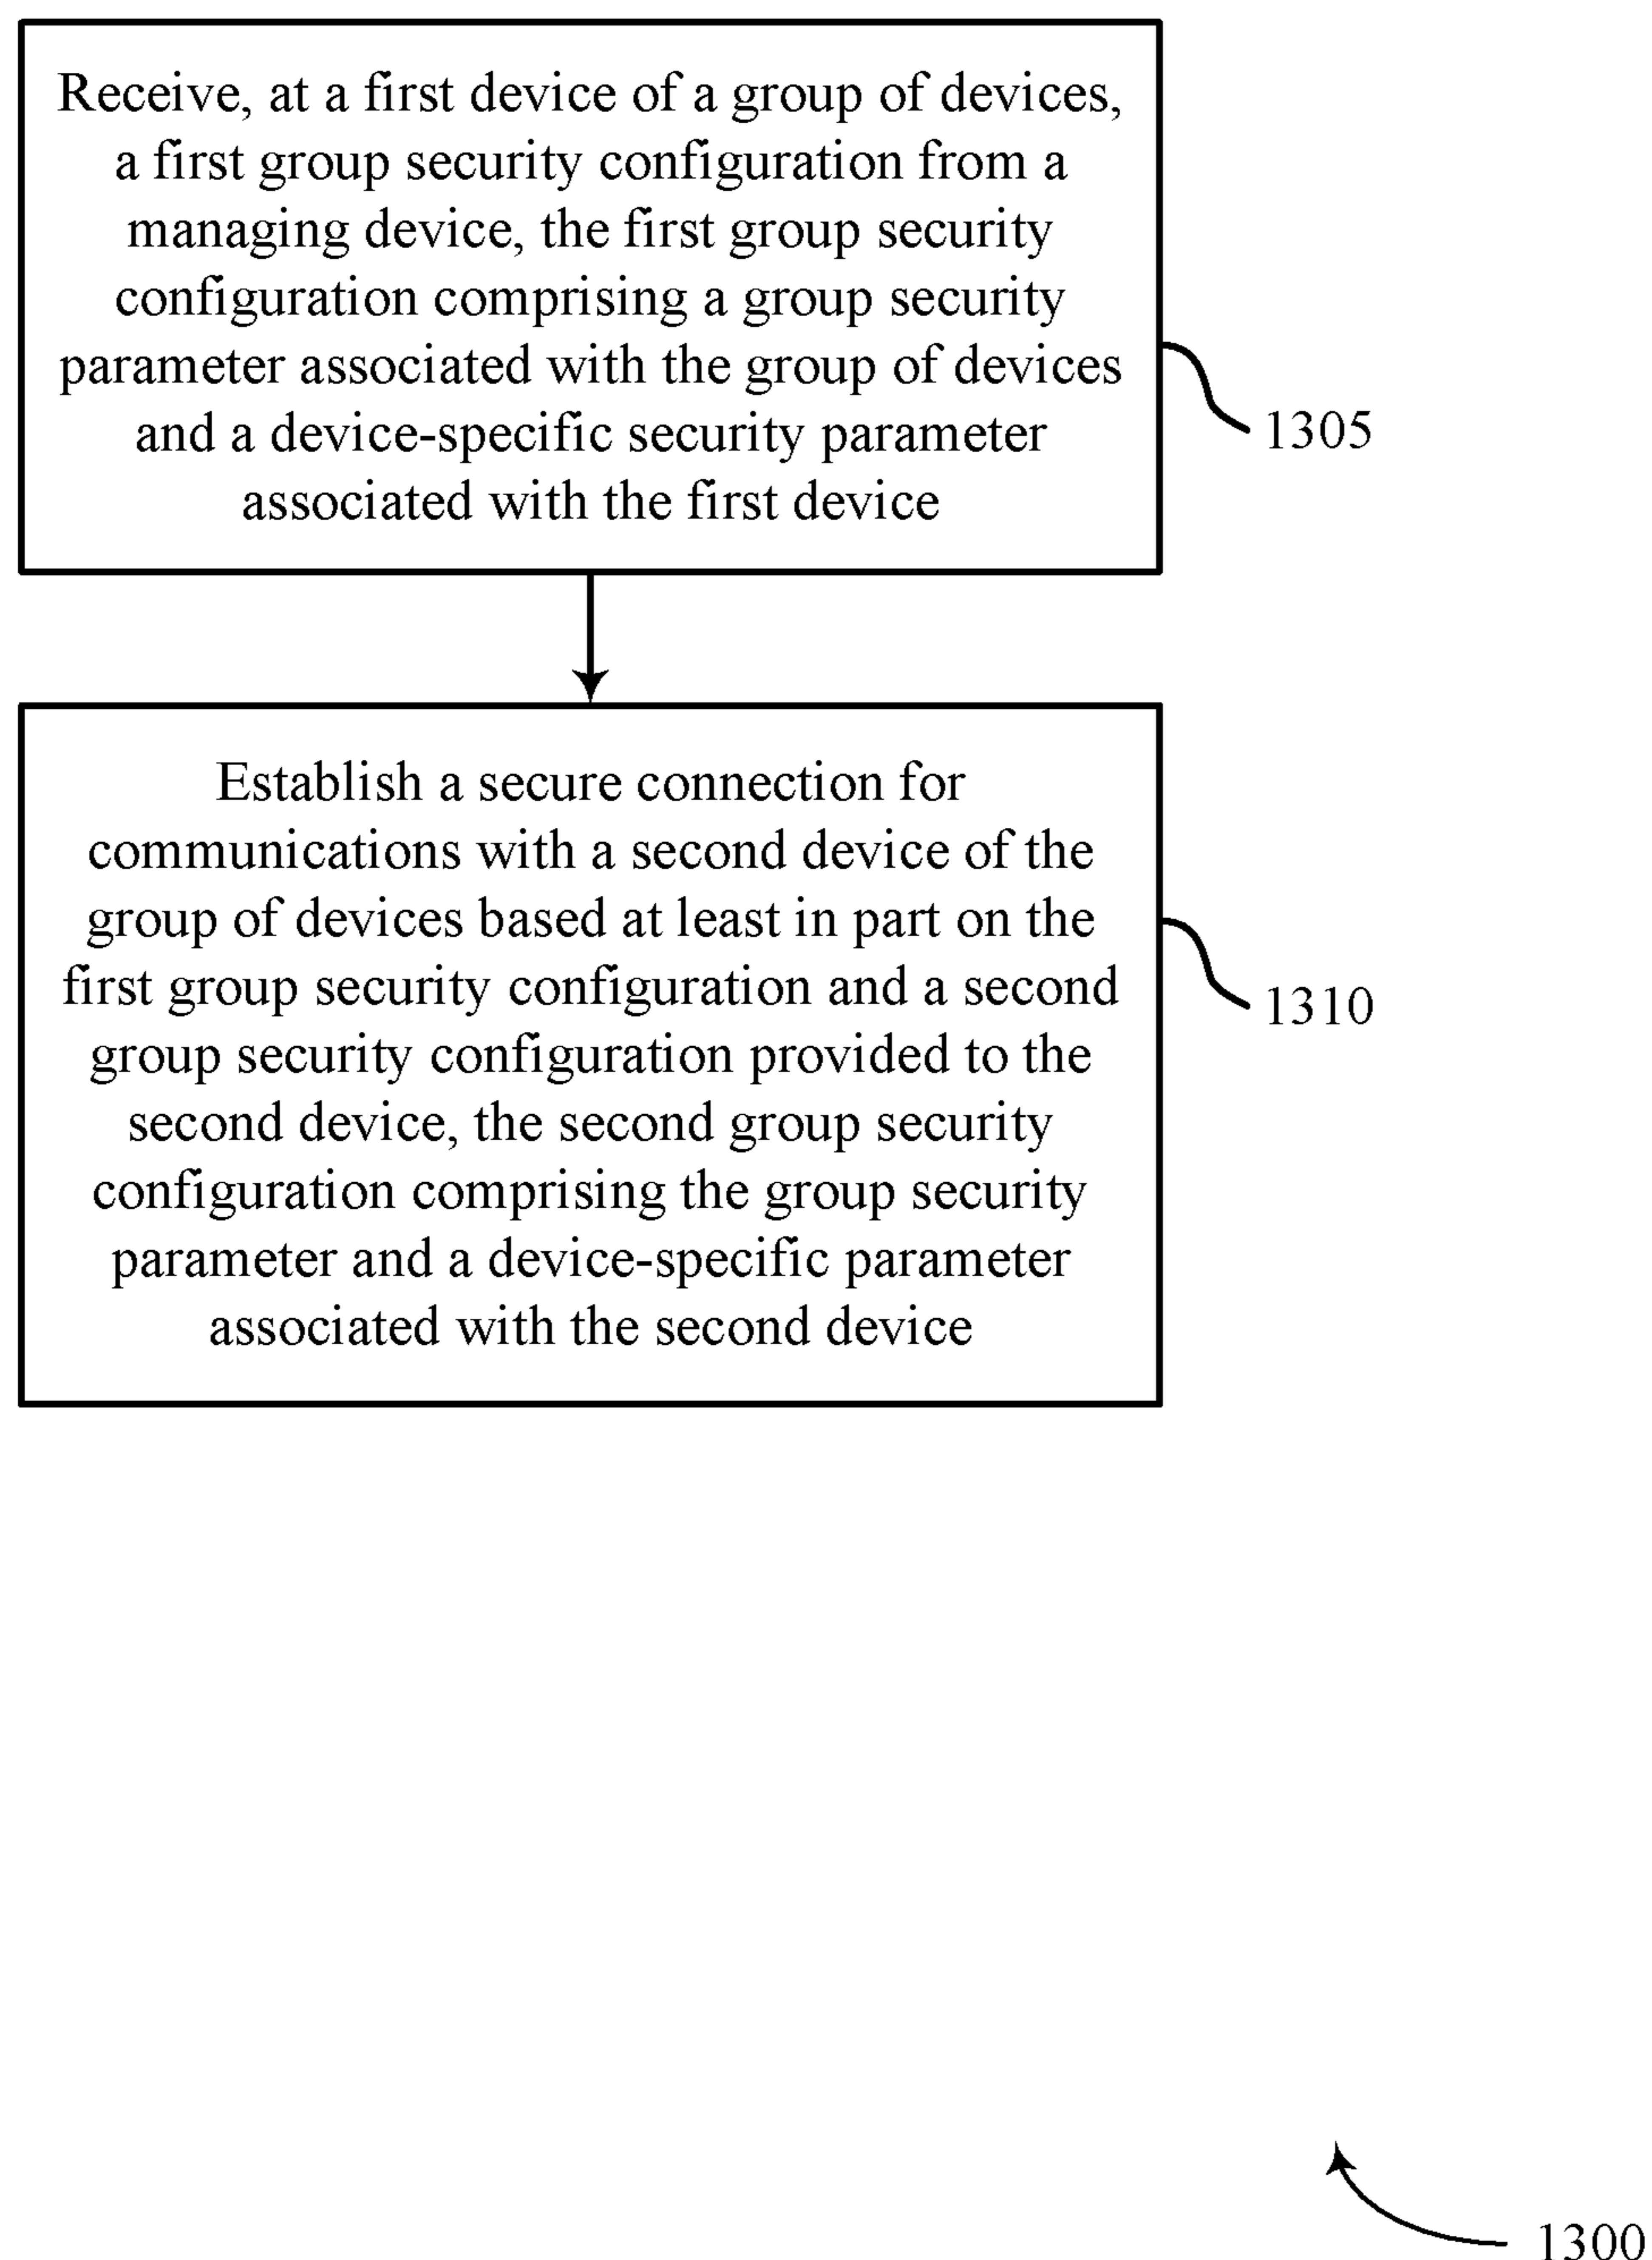 Receive, at a first device of a group of devices,
a first group security configuration from a
managing device, the first group security
configuration comprising a group security
parameter associated with the group of devices
and a device-specific security parameter
associated with the first device
1305
Establish a secure connection for
communications with a second device of the
group of devices based at least in part on the
first group security configuration and a second
group security configuration provided to the
second device, the second group security
configuration comprising the group security
parameter and a device-specific parameter
associated with the second device
1310
1300